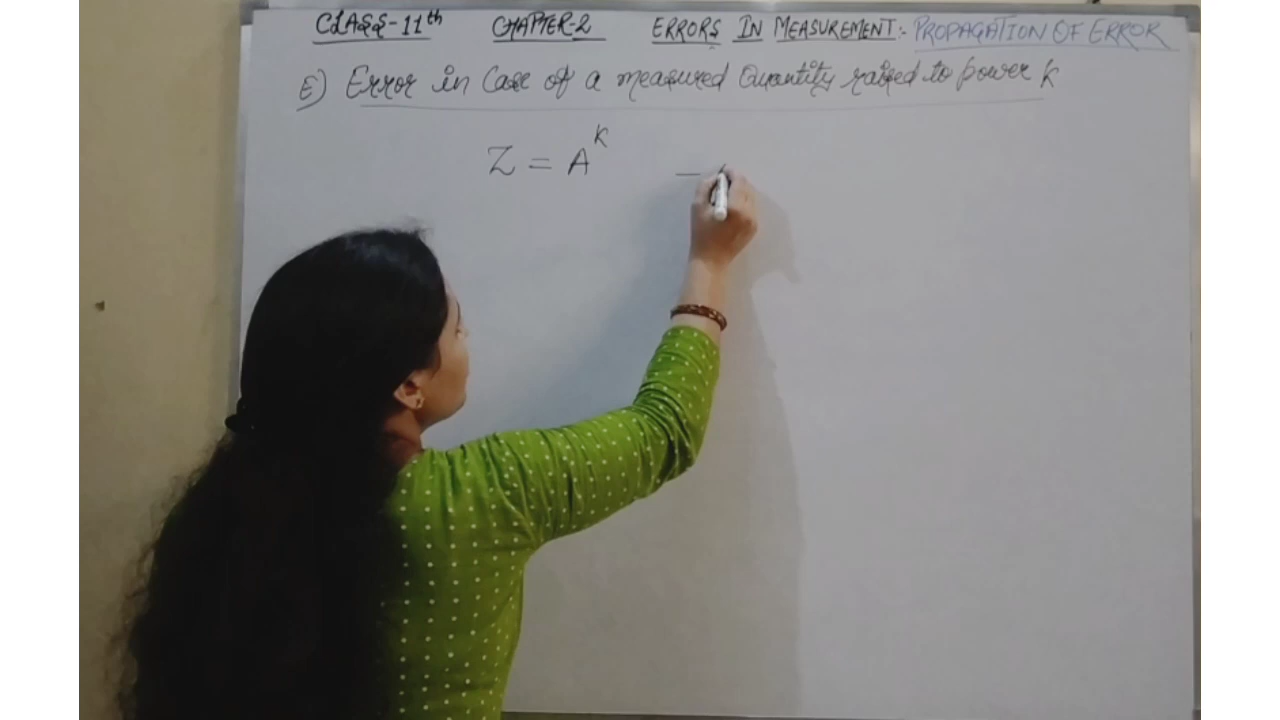 CLASS-11th CHAPTER-2 ERRORS IN MEASUREMENT:- PROPAGATION OF ERROR
E) Error in Case of a measured Quantity raised to power k
Z = A^K —